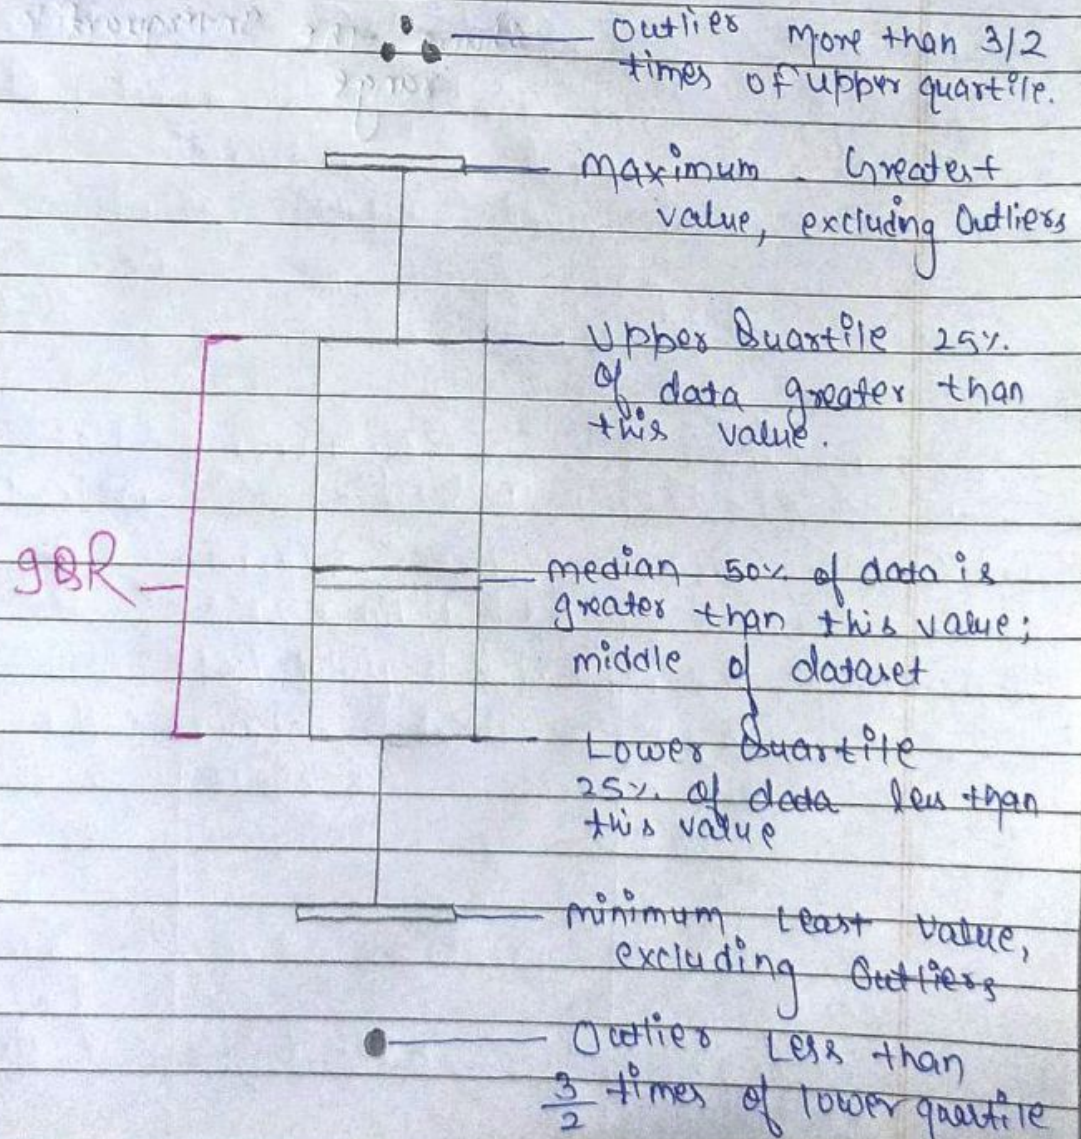 Outlier More than 3/2
times of upper quartile.
Maximum - Greatest
value, excluding Outliers
Upper Quartile 25%.
of data greater than
this value.
IQR
median 50% of data is
greater than this value;
middle of dataset
Lower Quartile
25%. of data less than
this value
minimum Least value,
excluding Outliers
Outlier Less than
3/2 times of lower quartile